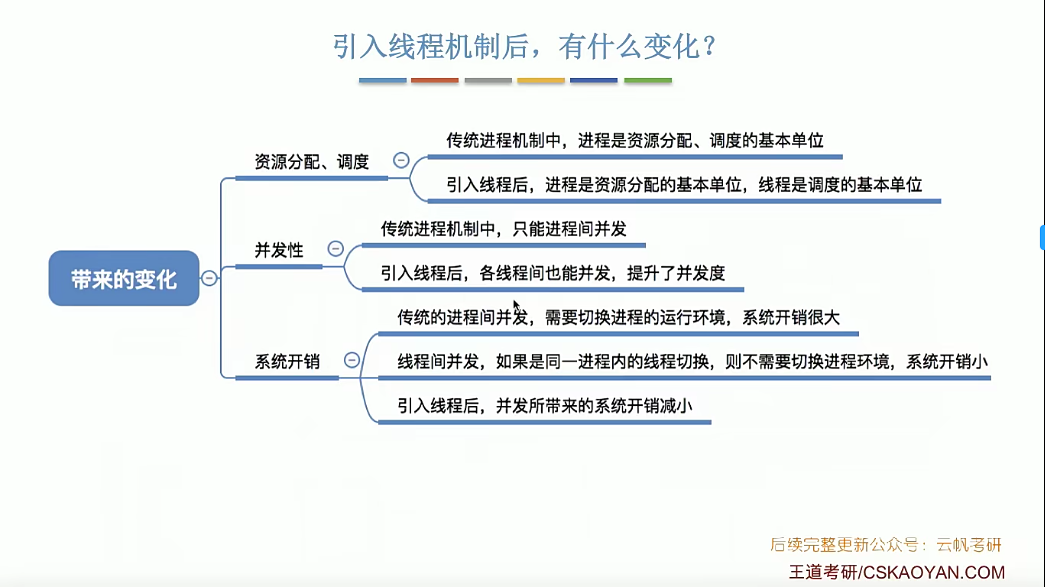 引入线程机制后，有什么变化？
传统进程机制中，进程是资源分配、调度的基本单位
资源分配、调度
引入线程后，进程是资源分配的基本单位，线程是调度的基本单位
传统进程机制中，只能进程间并发
并发性
引入线程后，各线程间也能并发，提升了并发度
带来的变化
传统的进程间并发，需要切换进程的运行环境，系统开销很大
系统开销
线程间并发，如果是同一进程内的线程切换，则不需要切换进程环境，系统开销小
引入线程后，并发所带来的系统开销减小
后续完整更新公众号：云帆考研
王道考研/CSKAOYAN.COM